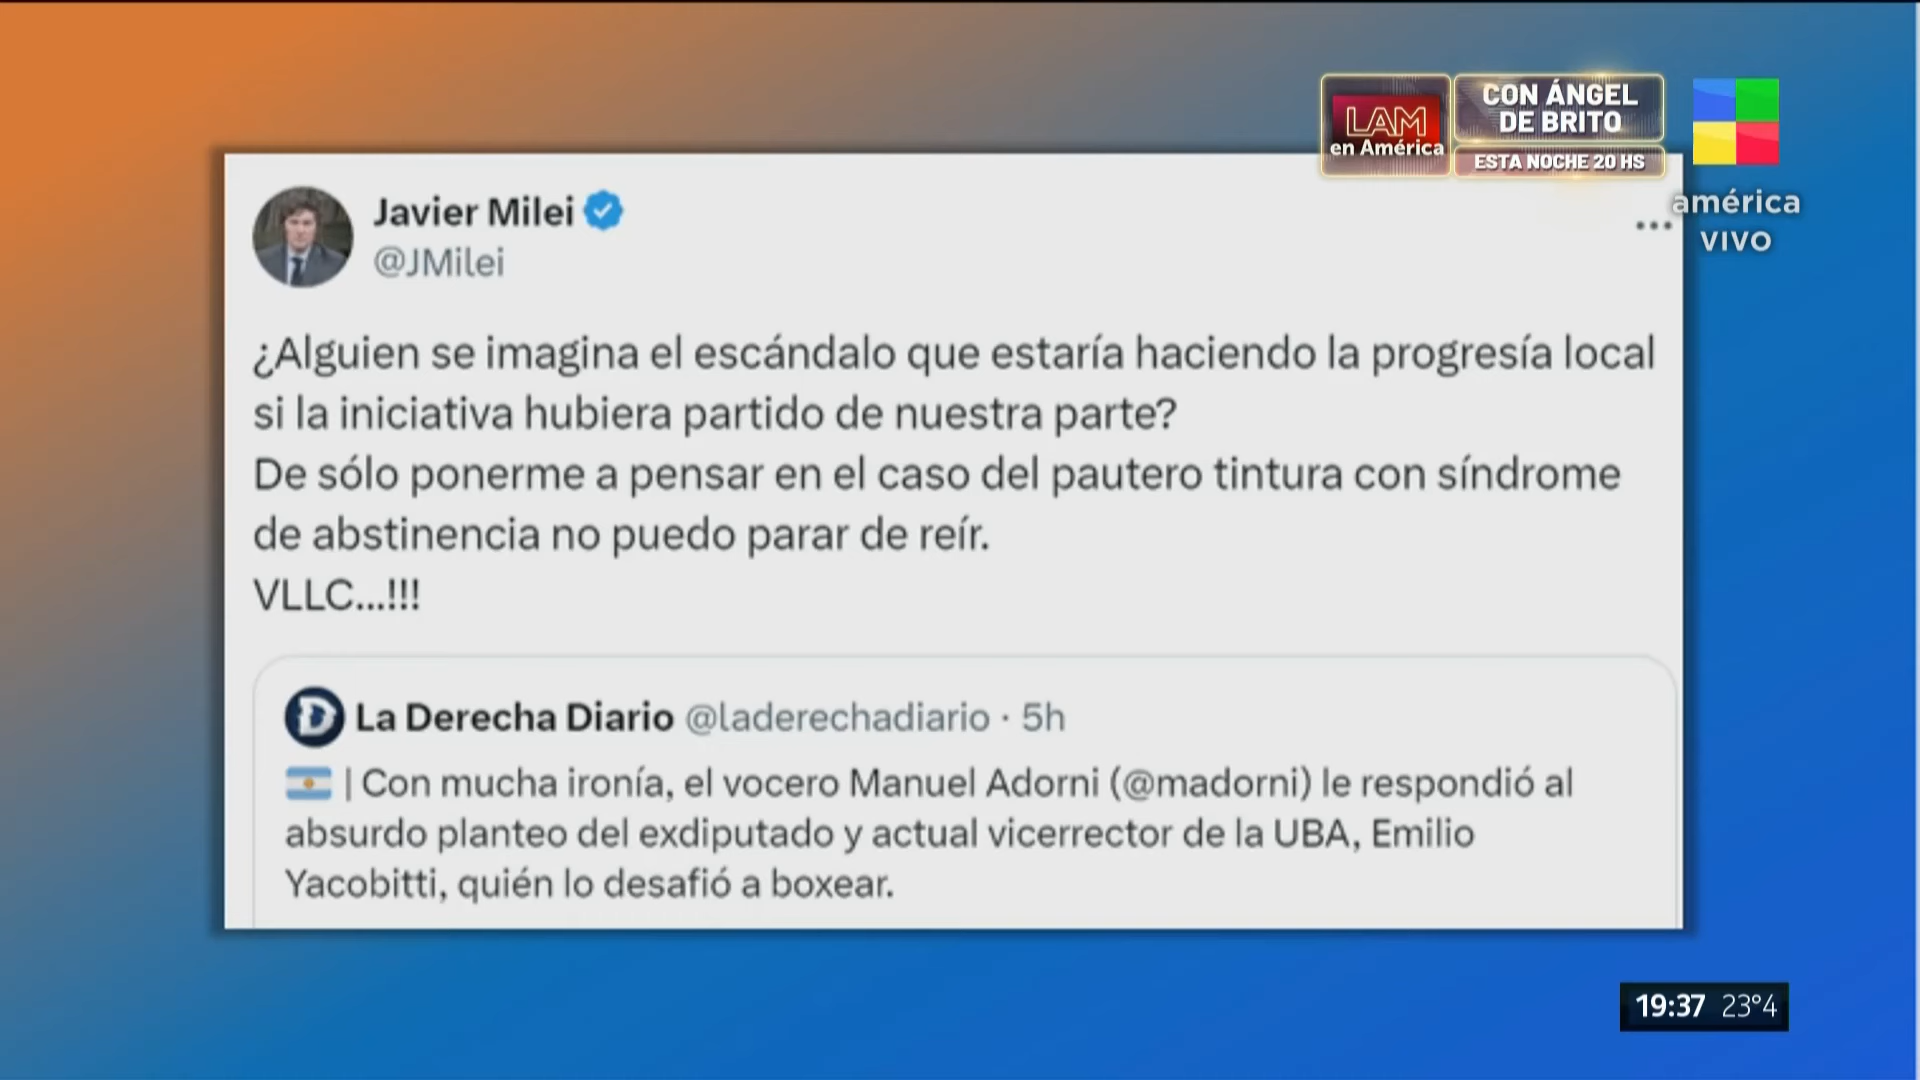 LAM
en América
CON ÁNGEL
DE BRITO
ESTA NOCHE 20 HS
américa
VIVO
Javier Milei
@JMilei
¿Alguien se imagina el escándalo que estaría haciendo la progresía local
si la iniciativa hubiera partido de nuestra parte?
De sólo ponerme a pensar en el caso del pautero tintura con síndrome
de abstinencia no puedo parar de reír.
VLLC...!!!
La Derecha Diario @laderechadiario · 5h
| Con mucha ironía, el vocero Manuel Adorni (@madorni) le respondió al
absurdo planteo del exdiputado y actual vicerrector de la UBA, Emilio
Yacobitti, quién lo desafió a boxear.
19:37 23°4